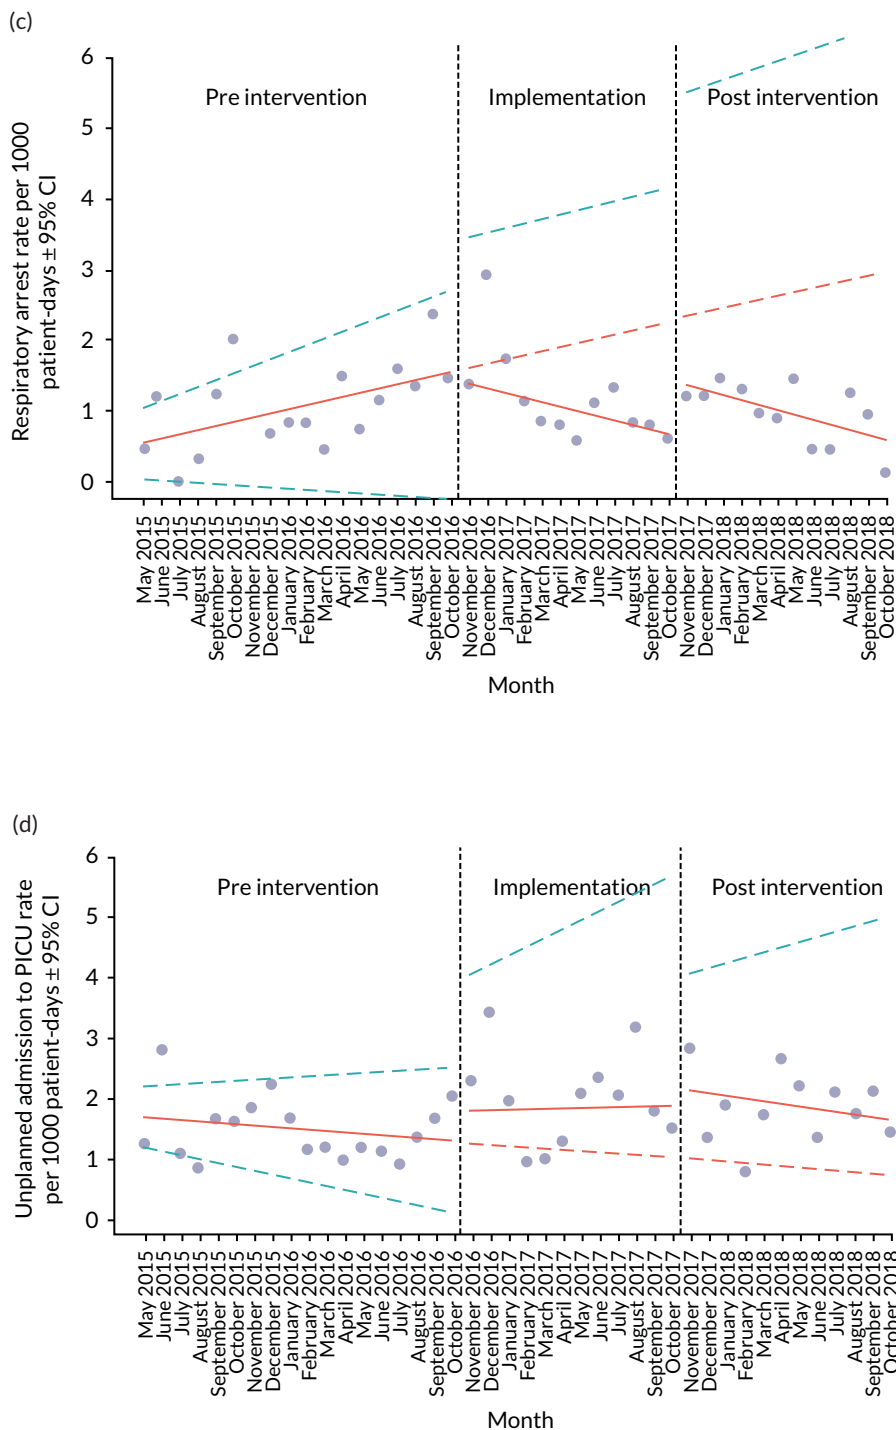 (c)
6
5
4
3
2
1
0
Respiratory arrest rate per 1000
patient-days ± 95% CI
Pre intervention
Implementation
Post intervention
May 2015
June 2015
July 2015
August 2015
September 2015
October 2015
November 2015
December 2015
January 2016
February 2016
March 2016
April 2016
May 2016
June 2016
July 2016
August 2016
September 2016
October 2016
November 2016
December 2016
January 2017
February 2017
March 2017
April 2017
May 2017
June 2017
July 2017
August 2017
September 2017
October 2017
November 2017
December 2017
January 2018
February 2018
March 2018
April 2018
May 2018
June 2018
July 2018
August 2018
September 2018
October 2018
Month
(d)
6
5
4
3
2
1
0
Unplanned admission to PICU rate
per 1000 patient-days ± 95% CI
Pre intervention
Implementation
Post intervention
May 2015
June 2015
July 2015
August 2015
September 2015
October 2015
November 2015
December 2015
January 2016
February 2016
March 2016
April 2016
May 2016
June 2016
July 2016
August 2016
September 2016
October 2016
November 2016
December 2016
January 2017
February 2017
March 2017
April 2017
May 2017
June 2017
July 2017
August 2017
September 2017
October 2017
November 2017
December 2017
January 2018
February 2018
March 2018
April 2018
May 2018
June 2018
July 2018
August 2018
September 2018
October 2018
Month